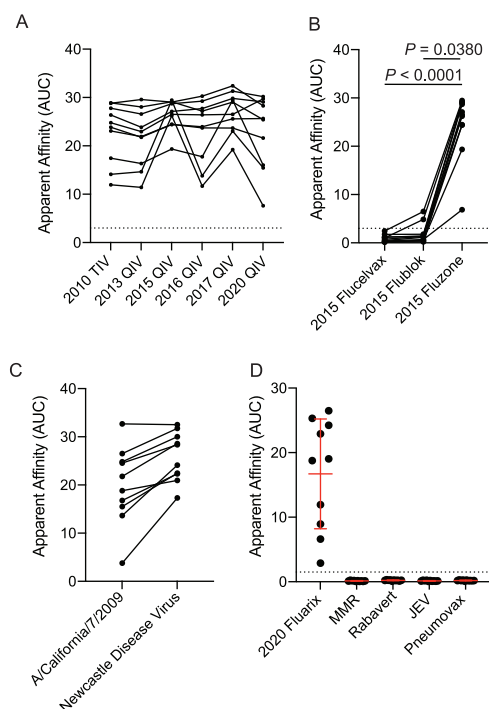 A
Apparent Affinity (AUC)
40
30
20
10
0
2010 TIV
2013 QIV
2015 QIV
2016 QIV
2017 QIV
2020 QIV
B
Apparent Affinity (AUC)
40
30
20
10
0
P = 0.0380
P < 0.0001
2015 Flucelvax
2015 Flublok
2015 Fluzone
C
Apparent Affinity (AUC)
40
30
20
10
0
A/California/7/2009
Newcastle Disease Virus
D
Apparent Affinity (AUC)
30
20
10
0
2020 Fluarix
MMR
Rabavert
JEV
Pneumovax